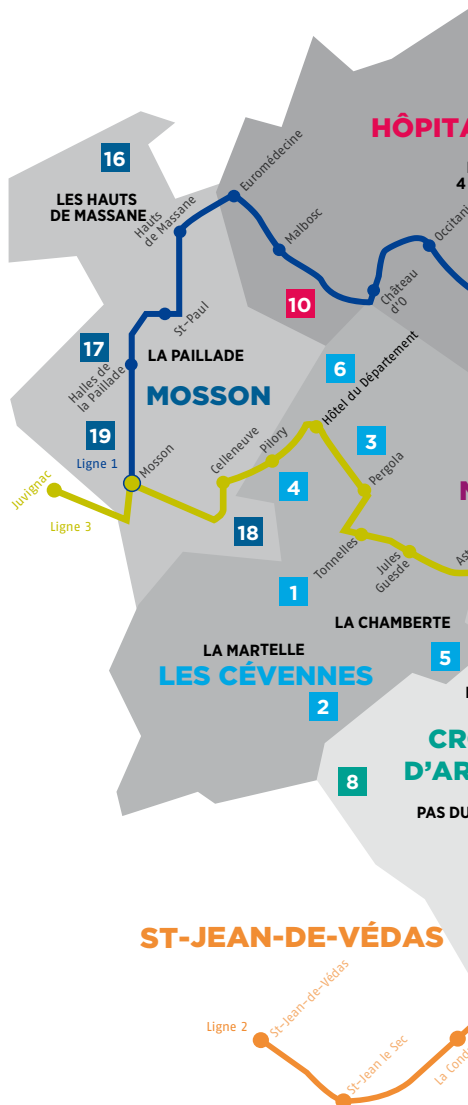 HÔPITA
16
4
LES HAUTS
DE MASSANE
Euromédecine
Hauts
de Massane
Malbosc
Occitani
Château
d'O
10
St-Paul
17
LA PAILLADE
Halles de
la Paillade
6
Hôtel du Département
MOSSON
19
Ligne 1
Mosson
Celleneuve
Pilory
3
Juvignac
4
Pergola
Ligne 3
18
Tonnelles
Jules
Guesde
Ast
1
LA CHAMBERTE
LA MARTELLE
5
LES CÉVENNES
2
CRO
D'AR
8
PAS DU
ST-JEAN-DE-VÉDAS
Ligne 2
St-Jean-de-Védas
St-Jean le Sec
La Cond